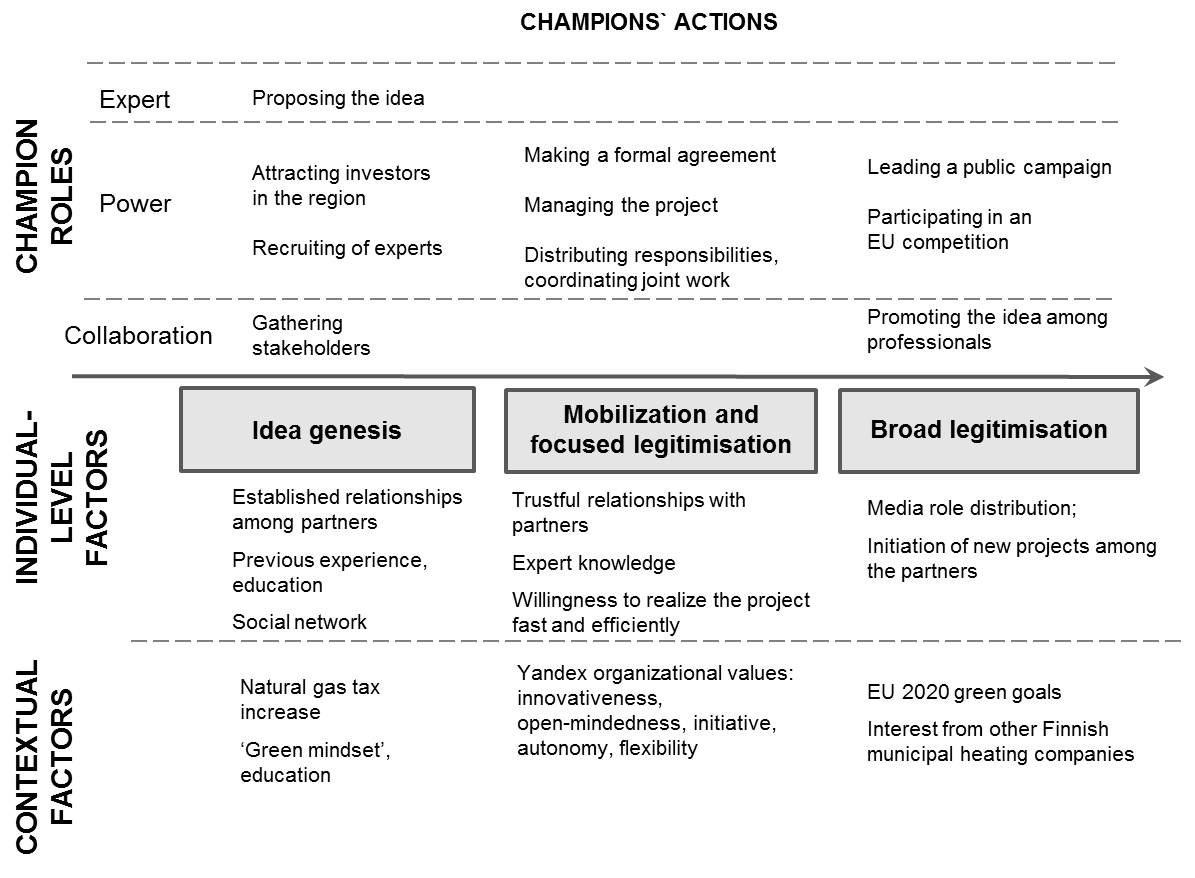 CHAMPIONS` ACTIONS
CHAMPION
ROLES
Expert
Proposing the idea
Power
Attracting investors
in the region
Recruiting of experts
Making a formal agreement
Managing the project
Distributing responsibilities,
coordinating joint work
Leading a public campaign
Participating in an
EU competition
Collaboration
Gathering
stakeholders
Promoting the idea among
professionals
Idea genesis
Mobilization and
focused legitimisation
Broad legitimisation
INDIVIDUAL-
LEVEL
FACTORS
Established relationships
among partners
Previous experience,
education
Social network
Trustful relationships with
partners
Expert knowledge
Willingness to realize the project
fast and efficiently
Media role distribution;
Initiation of new projects among
the partners
CONTEXTUAL
FACTORS
Natural gas tax
increase
‘Green mindset’,
education
Yandex organizational values:
innovativeness,
open-mindedness, initiative,
autonomy, flexibility
EU 2020 green goals
Interest from other Finnish
municipal heating companies